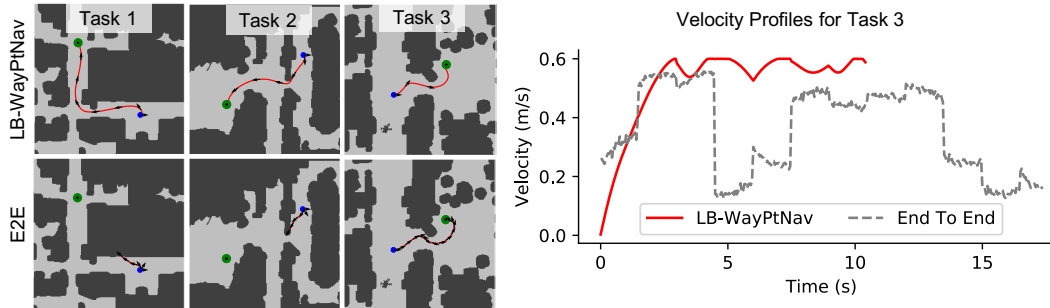 Task 1
Task 2
Task 3
LB-WayPtNav
E2E
Velocity Profiles for Task 3
Velocity (m/s)
0.6
0.4
0.2
0.0
LB-WayPtNav
End To End
0
5
10
15
Time (s)